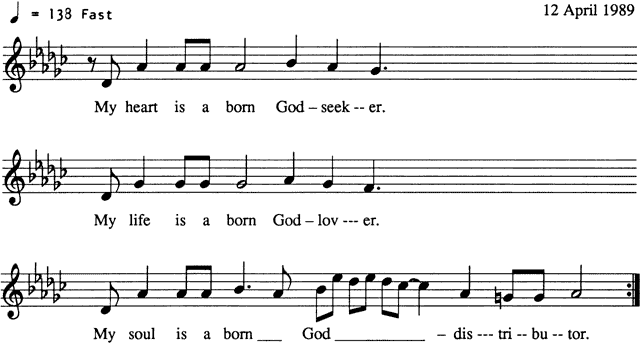 ♩ = 138 Fast 12 April 1989
My heart is a born God – seek -- er.
My life is a born God – lov --- er.
My soul is a born ___ God ____________ – dis --- tri -- bu -- tor.